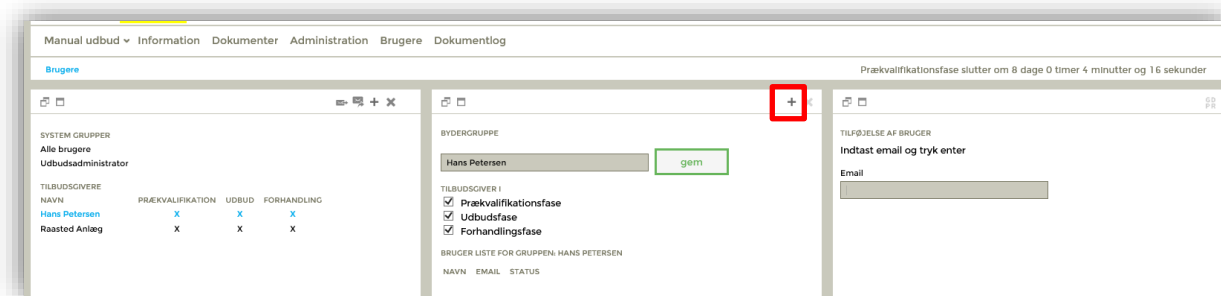 Manual udbud Information Dokumenter Administration Brugere Dokumentlog
Brugere
Prækvalifikationsfase slutter om 8 dage 0 timer 4 minutter og 16 sekunder
SYSTEM GRUPPER
Alle brugere
Udbudsadministrator
TILBUDSGIVERE
NAVN PRÆKVALIFIKATION UDBUD FORHANDLING
Hans Petersen X X X
Raasted Anlæg X X X
BYDERGRUPPE
Hans Petersen gem
TILBUDSGIVER I
Prækvalifikationsfase
Udbudsfase
Forhandlingsfase
BRUGER LISTE FOR GRUPPEN: HANS PETERSEN
NAVN EMAIL STATUS
GD
PR
TILFØJELSE AF BRUGER
Indtast email og tryk enter
Email